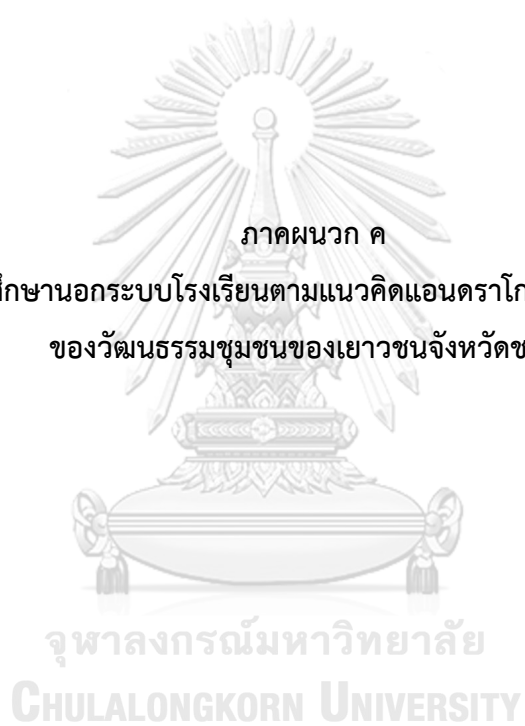 ภาคผนวก ค
ศึกษานอกระบบโรงเรียนตามแนวคิดแอนดราโก
ของวัฒนธรรมชุมชนของเยาวชนจังหวัดช
จุฬาลงกรณ์มหาวิทยาลัย
CHULALONGKORN UNIVERSITY